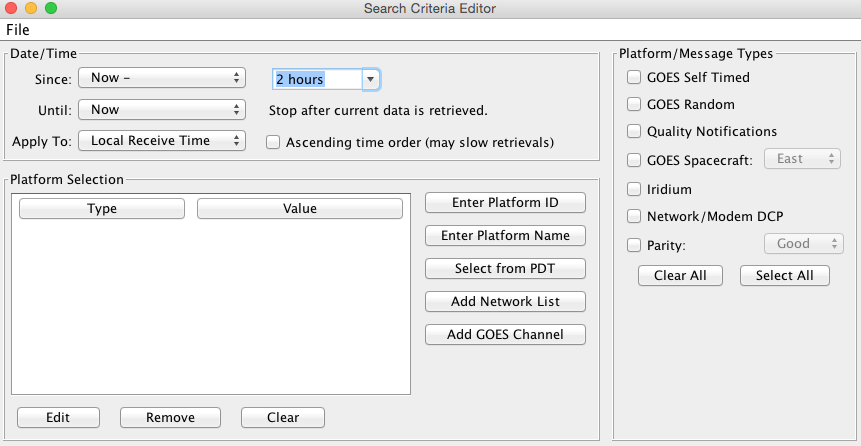 Search Criteria Editor
File
Date/Time
Since: Now - 2 hours
Until: Now Stop after current data is retrieved.
Apply To: Local Receive Time Ascending time order (may slow retrievals)
Platform Selection
Type Value
Enter Platform ID
Enter Platform Name
Select from PDT
Add Network List
Add GOES Channel
Edit Remove Clear
Platform/Message Types
GOES Self Timed
GOES Random
Quality Notifications
GOES Spacecraft: East
Iridium
Network/Modem DCP
Parity: Good
Clear All Select All